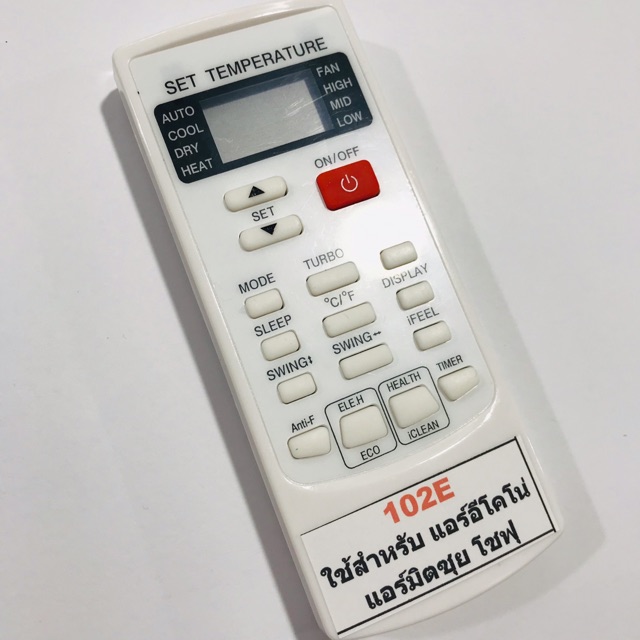 SET TEMPERATURE
AUTO
COOL
DRY
HEAT
FAN
HIGH
MID
LOW
ON/OFF
SET
MODE
TURBO
SLEEP
°C/°F
DISPLAY
SWING↕
SWING↔
iFEEL
Anti-F
ELE.H
ECO
HEALTH
iCLEAN
TIMER
102E
ใช้สำหรับ แอร์อีโคโน่
แอร์มิตซุย โซฟุ